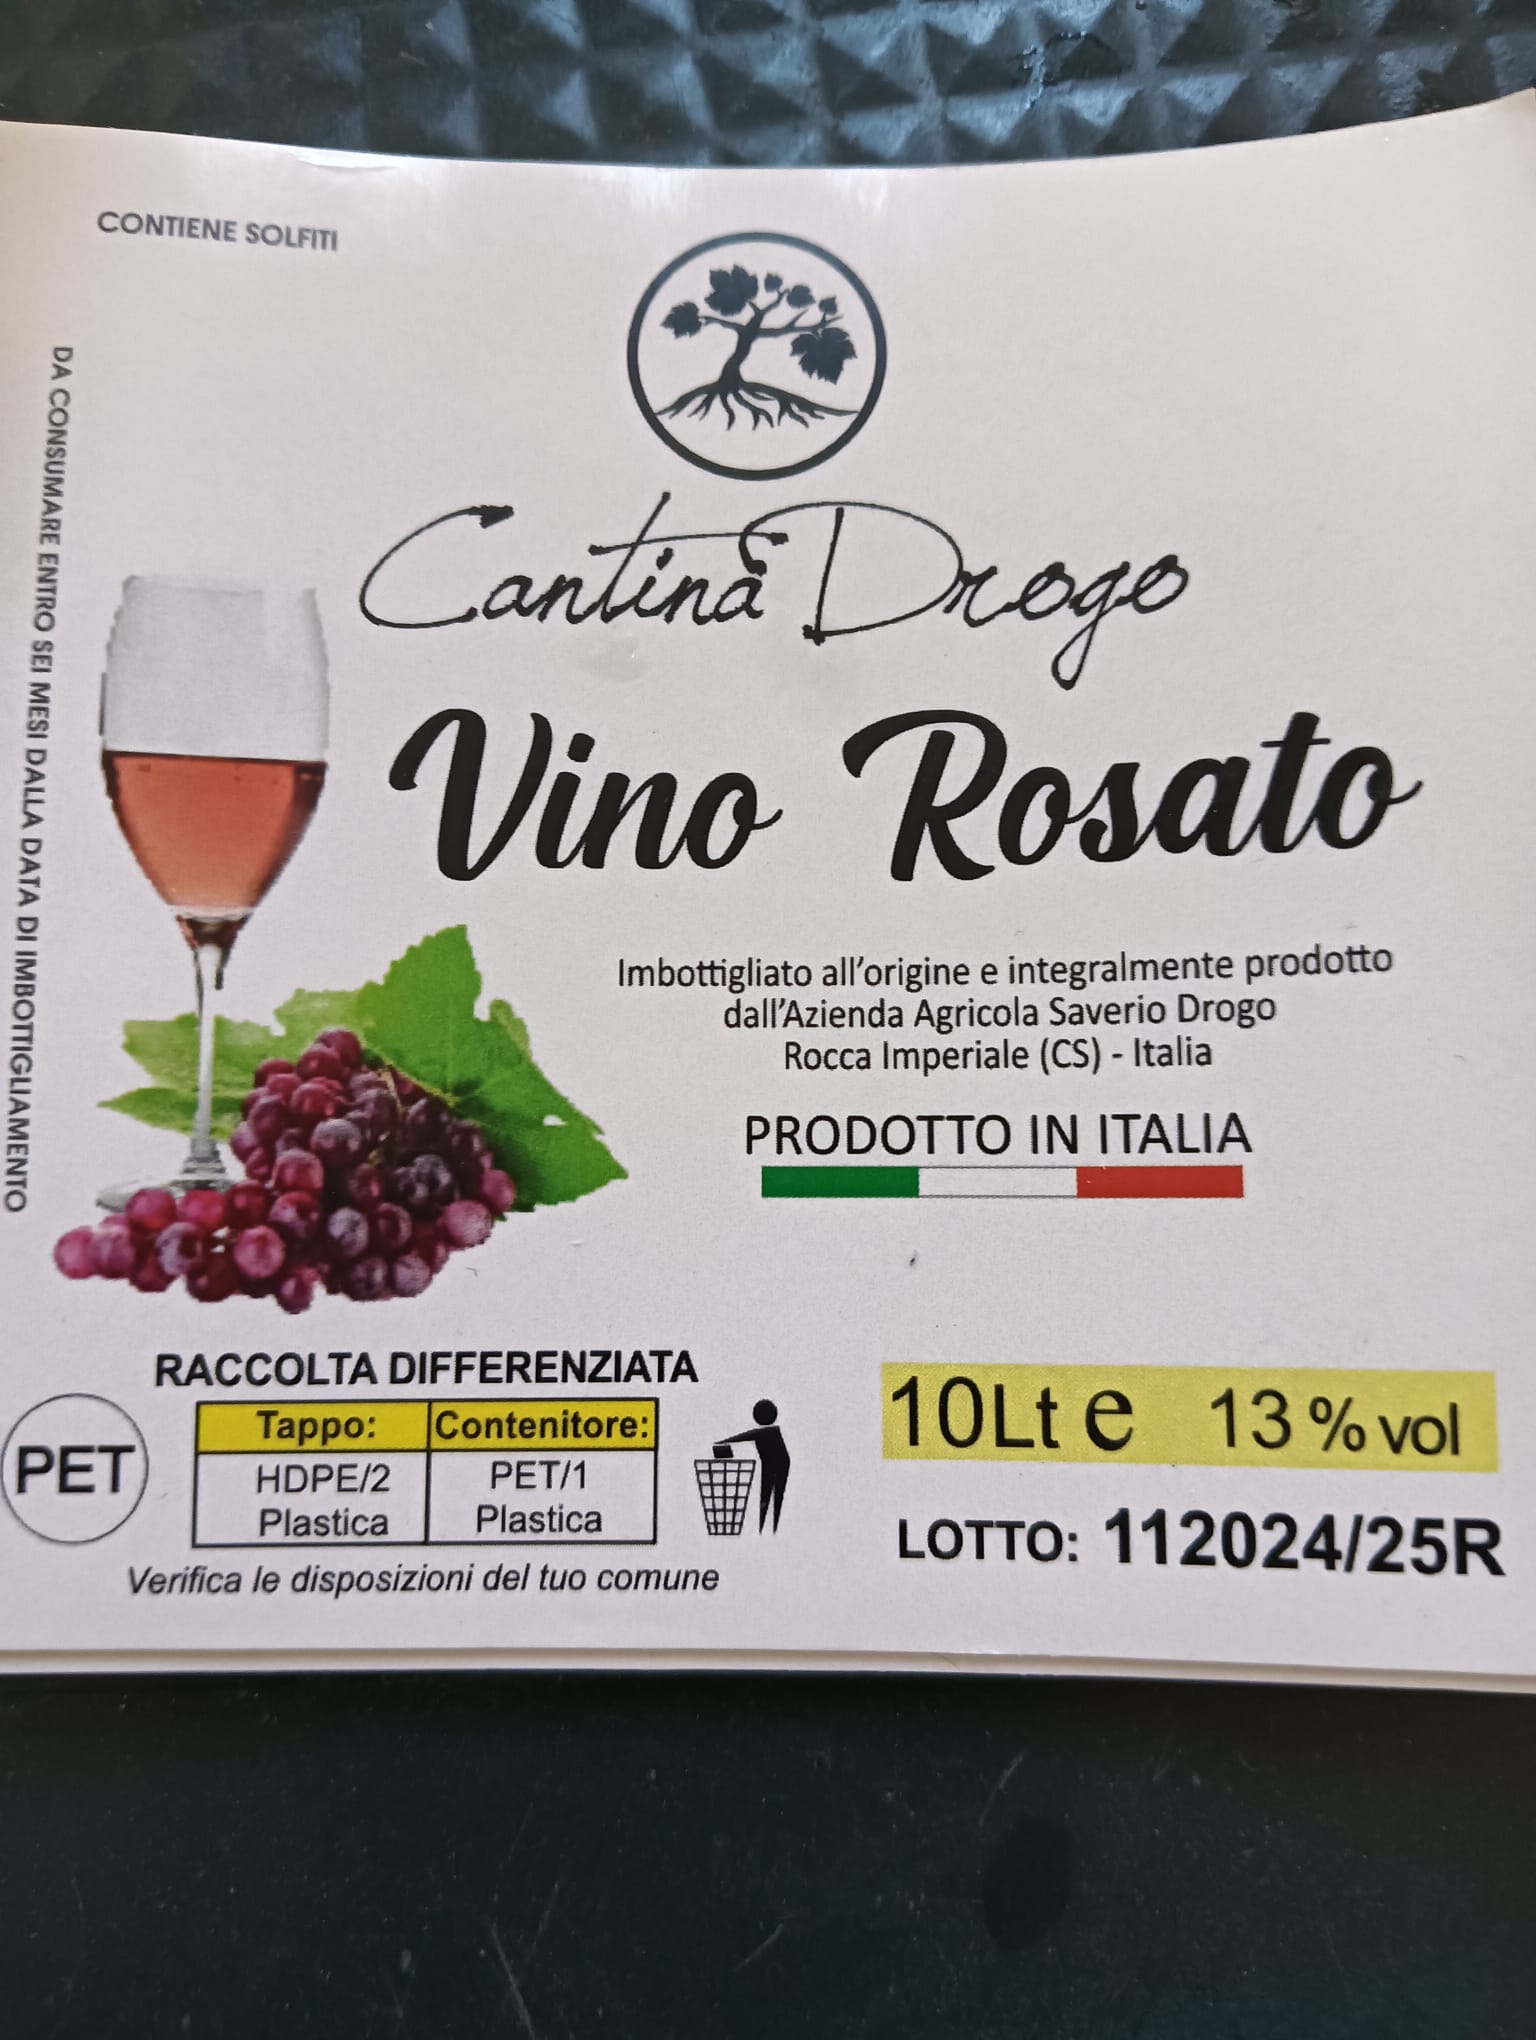 CONTIENE SOLFITI
DA CONSUMARE ENTRO SEI MESI DALLA DATA DI IMBOTTIGLIAMENTO
Cantina Drogo
Vino Rosato
Imbottigliato all'origine e integralmente prodotto
dall'Azienda Agricola Saverio Drogo
Rocca Imperiale (CS) - Italia
PRODOTTO IN ITALIA
RACCOLTA DIFFERENZIATA
PET
Tappo: Contenitore:
HDPE/2 PET/1
Plastica Plastica
Verifica le disposizioni del tuo comune
10Lt e 13 % vol
LOTTO: 112024/25R